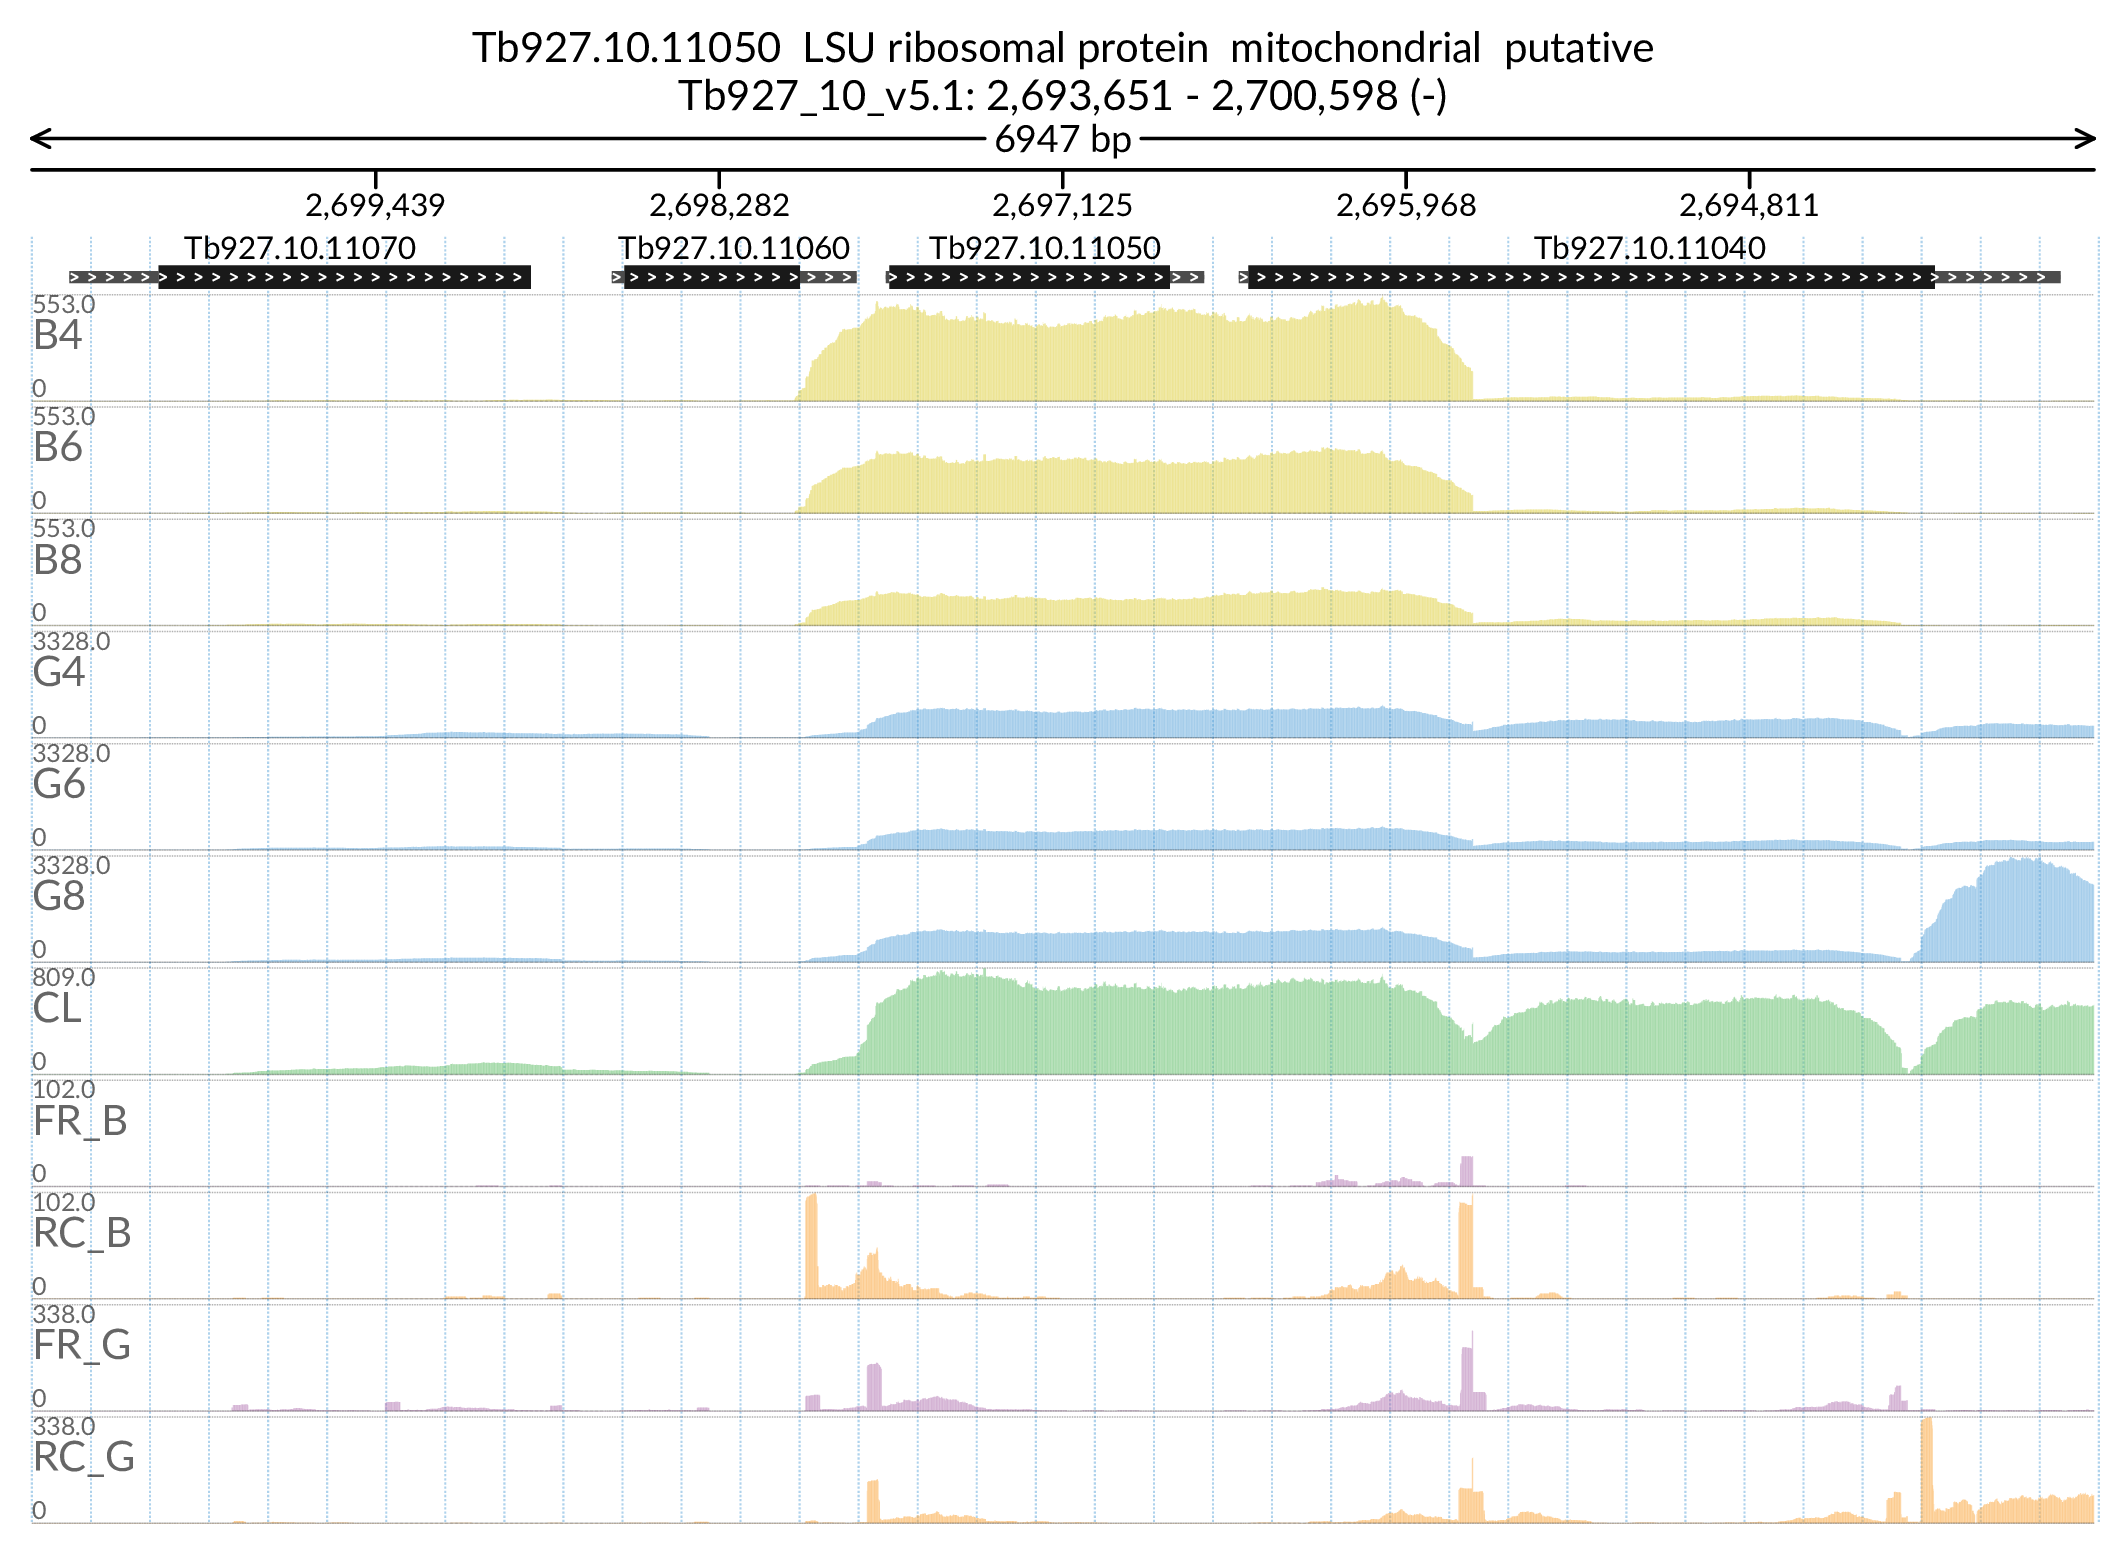 Tb927.10.11050 LSU ribosomal protein mitochondrial putative
Tb927_10_v5.1: 2,693,651 - 2,700,598 (-)
6947 bp
2,699,439 2,698,282 2,697,125 2,695,968 2,694,811
Tb927.10.11070 Tb927.10.11060 Tb927.10.11050 Tb927.10.11040
553.0
B4
0
553.0
B6
0
553.0
B8
0
3328.0
G4
0
3328.0
G6
0
3328.0
G8
0
809.0
CL
0
102.0
FR_B
0
102.0
RC_B
0
338.0
FR_G
0
338.0
RC_G
0